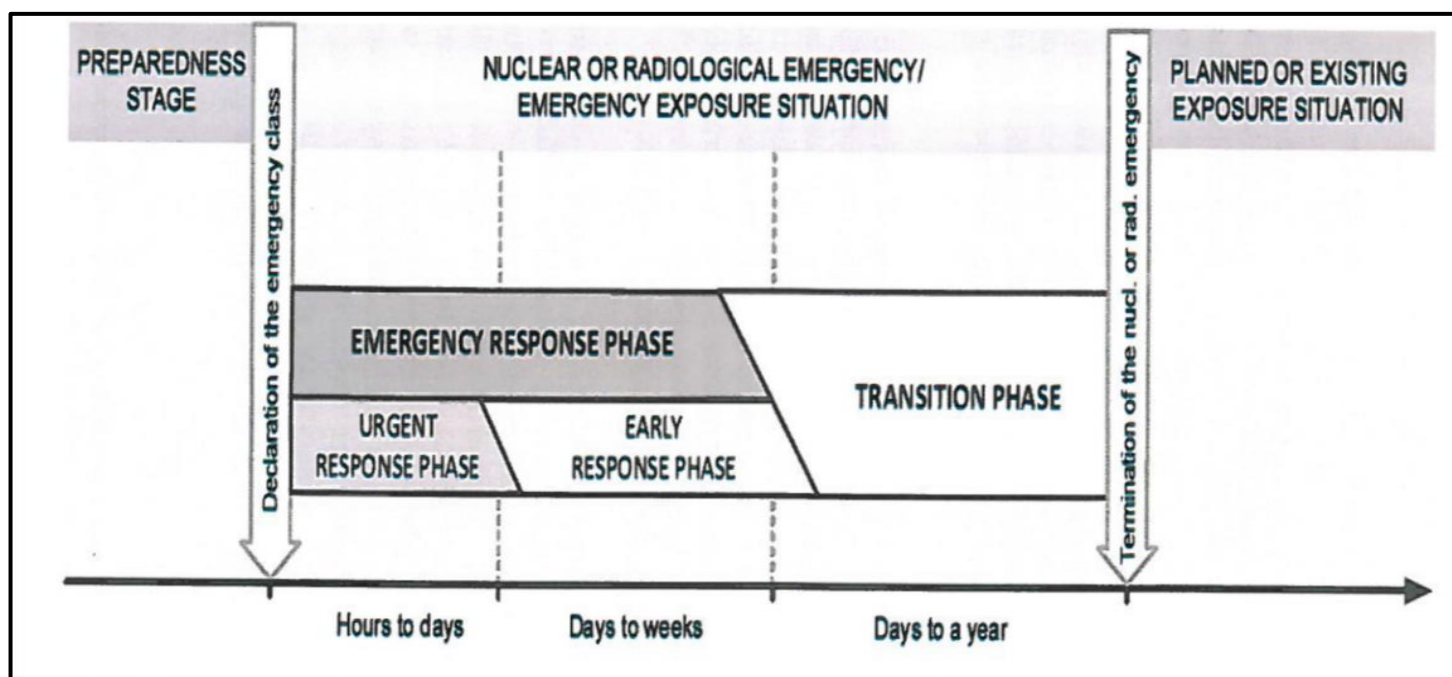 PREPAREDNESS
STAGE
Declaration of the emergency class
NUCLEAR OR RADIOLOGICAL EMERGENCY/
EMERGENCY EXPOSURE SITUATION
Termination of the nucl. or rad. emergency
PLANNED OR EXISTING
EXPOSURE SITUATION
EMERGENCY RESPONSE PHASE
URGENT
RESPONSE PHASE
EARLY
RESPONSE PHASE
TRANSITION PHASE
Hours to days
Days to weeks
Days to a year